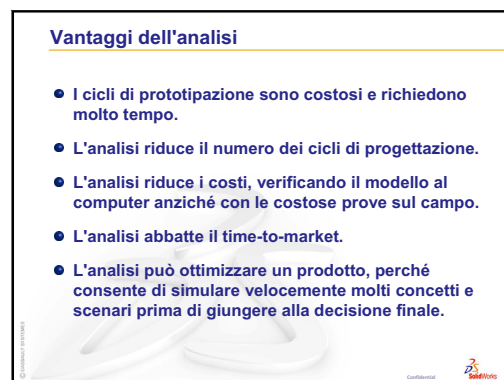 Vantaggi dell'analisi
I cicli di prototipazione sono costosi e richiedono
molto tempo.
L'analisi riduce il numero dei cicli di progettazione.
L'analisi riduce i costi, verificando il modello al
computer anziché con le costose prove sul campo.
L'analisi abbatte il time-to-market.
L'analisi può ottimizzare un prodotto, perché
consente di simulare velocemente molti concetti e
scenari prima di giungere alla decisione finale.
© DASSAULT SYSTEMES
Confidential
SolidWorks